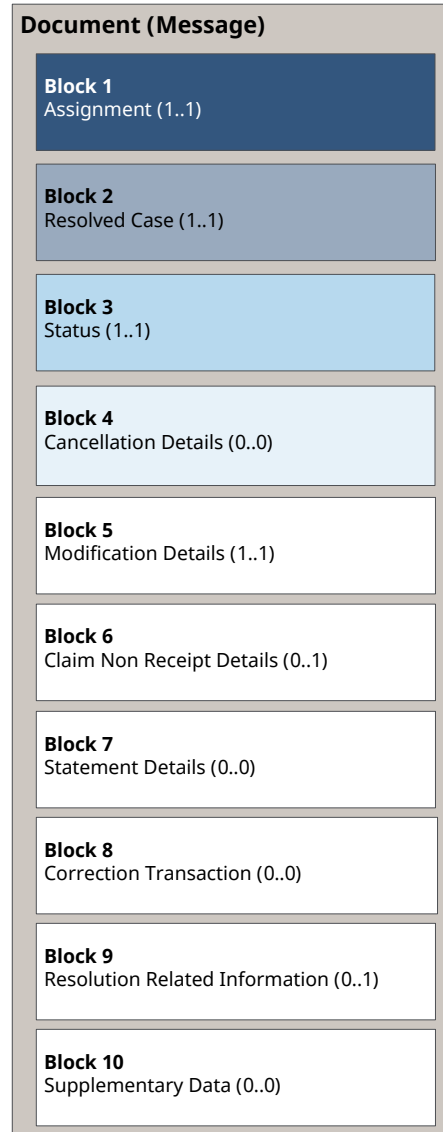 Document (Message)
Block 1
Assignment (1..1)
Block 2
Resolved Case (1..1)
Block 3
Status (1..1)
Block 4
Cancellation Details (0..0)
Block 5
Modification Details (1..1)
Block 6
Claim Non Receipt Details (0..1)
Block 7
Statement Details (0..0)
Block 8
Correction Transaction (0..0)
Block 9
Resolution Related Information (0..1)
Block 10
Supplementary Data (0..0)